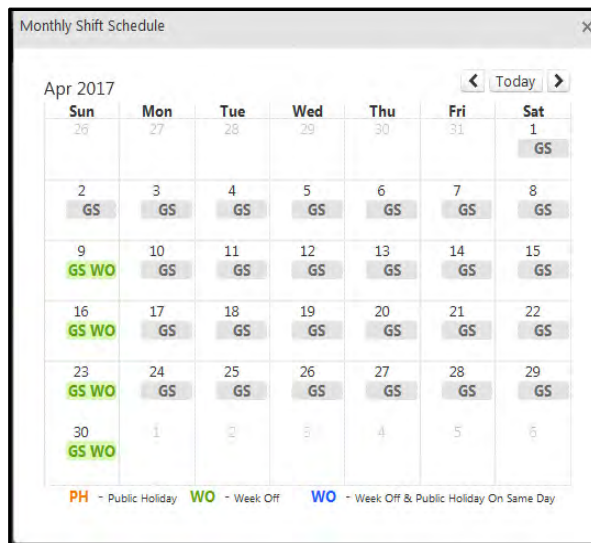 Monthly Shift Schedule ×
Apr 2017 Today
Sun Mon Tue Wed Thu Fri Sat
26 27 28 29 30 31 1
GS
2 3 4 5 6 7 8
GS GS GS GS GS GS GS
9 10 11 12 13 14 15
GS WO GS GS GS GS GS GS
16 17 18 19 20 21 22
GS WO GS GS GS GS GS GS
23 24 25 26 27 28 29
GS WO GS GS GS GS GS GS
30 1 2 3 4 5 6
GS WO
PH - Public Holiday WO - Week Off WO - Week Off & Public Holiday On Same Day